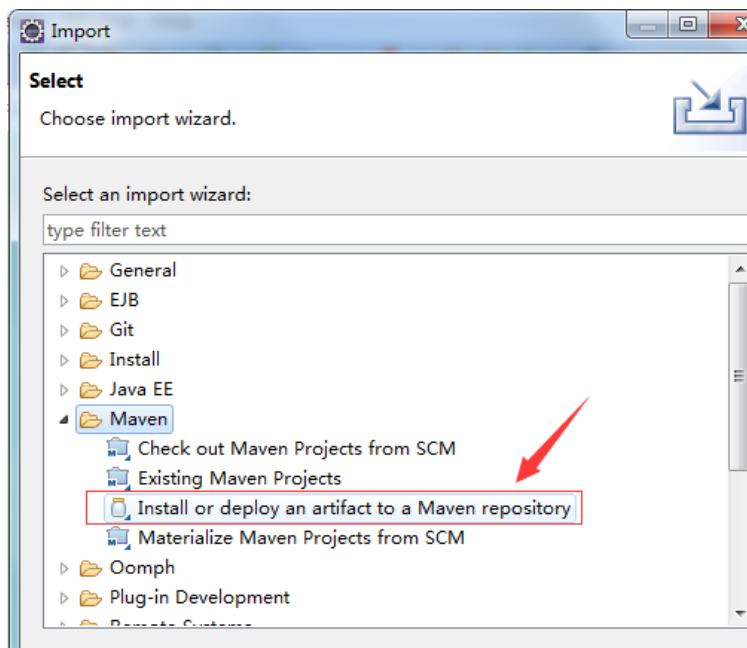 Import
Select
Choose import wizard.
Select an import wizard:
type filter text
General
EJB
Git
Install
Java EE
Maven
Check out Maven Projects from SCM
Existing Maven Projects
Install or deploy an artifact to a Maven repository
Materialize Maven Projects from SCM
Oomph
Plug-in Development
Remote Systems